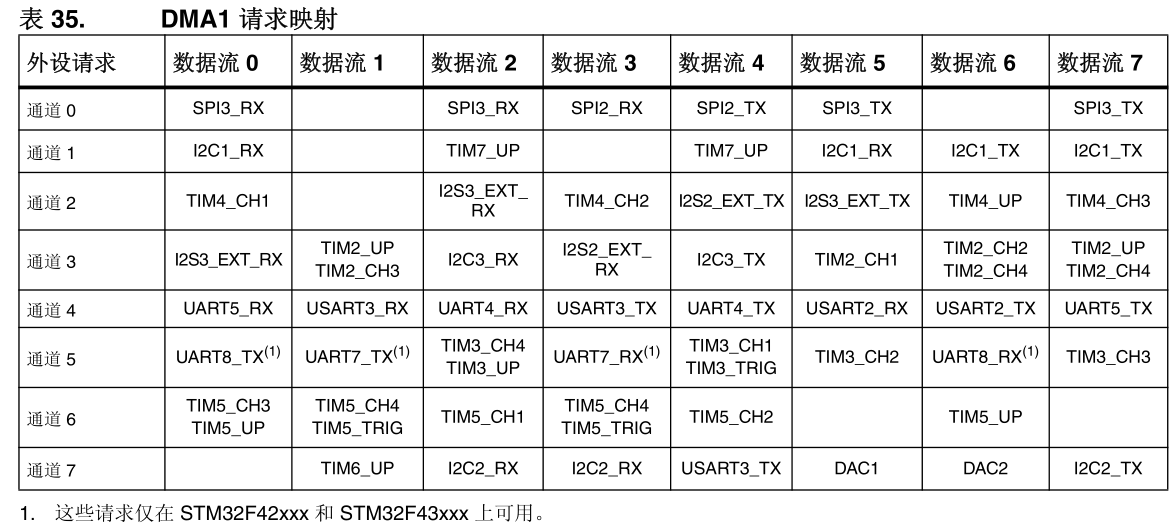 表 35. DMA1 请求映射
外设请求 数据流 0 数据流 1 数据流 2 数据流 3 数据流 4 数据流 5 数据流 6 数据流 7
通道 0 SPI3_RX SPI3_RX SPI2_RX SPI2_TX SPI3_TX SPI3_TX
通道 1 I2C1_RX TIM7_UP TIM7_UP I2C1_RX I2C1_TX I2C1_TX
通道 2 TIM4_CH1 I2S3_EXT_ RX TIM4_CH2 I2S2_EXT_TX I2S3_EXT_TX TIM4_UP TIM4_CH3
通道 3 I2S3_EXT_RX TIM2_UP TIM2_CH3 I2C3_RX I2S2_EXT_ RX I2C3_TX TIM2_CH1 TIM2_CH2 TIM2_CH4 TIM2_UP TIM2_CH4
通道 4 UART5_RX USART3_RX UART4_RX USART3_TX UART4_TX USART2_RX USART2_TX UART5_TX
通道 5 UART8_TX(1) UART7_TX(1) TIM3_CH4 TIM3_UP UART7_RX(1) TIM3_CH1 TIM3_TRIG TIM3_CH2 UART8_RX(1) TIM3_CH3
通道 6 TIM5_CH3 TIM5_UP TIM5_CH4 TIM5_TRIG TIM5_CH1 TIM5_CH4 TIM5_TRIG TIM5_CH2 TIM5_UP
通道 7 TIM6_UP I2C2_RX I2C2_RX USART3_TX DAC1 DAC2 I2C2_TX
1. 这些请求仅在 STM32F42xxx 和 STM32F43xxx 上可用。